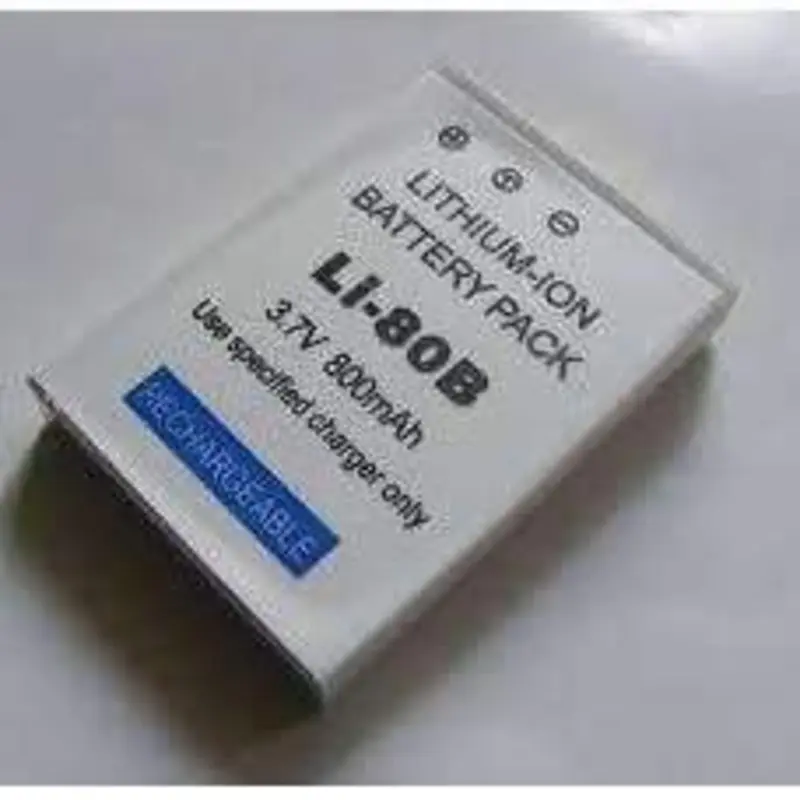 LITHIUM-ION
BATTERY PACK
Li-80B
3.7V 800mAh
Use specified charger only
RECHARGEABLE